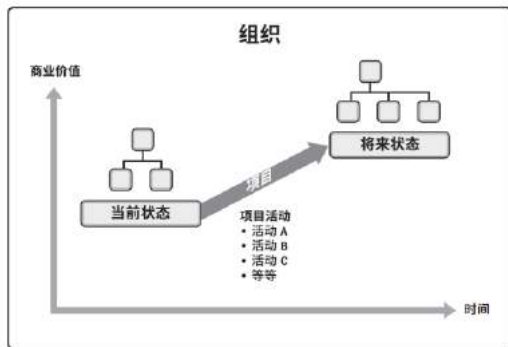 组织
商业价值
将来状态
项目
当前状态
项目活动
• 活动 A
• 活动 B
• 活动 C
• 等等
时间